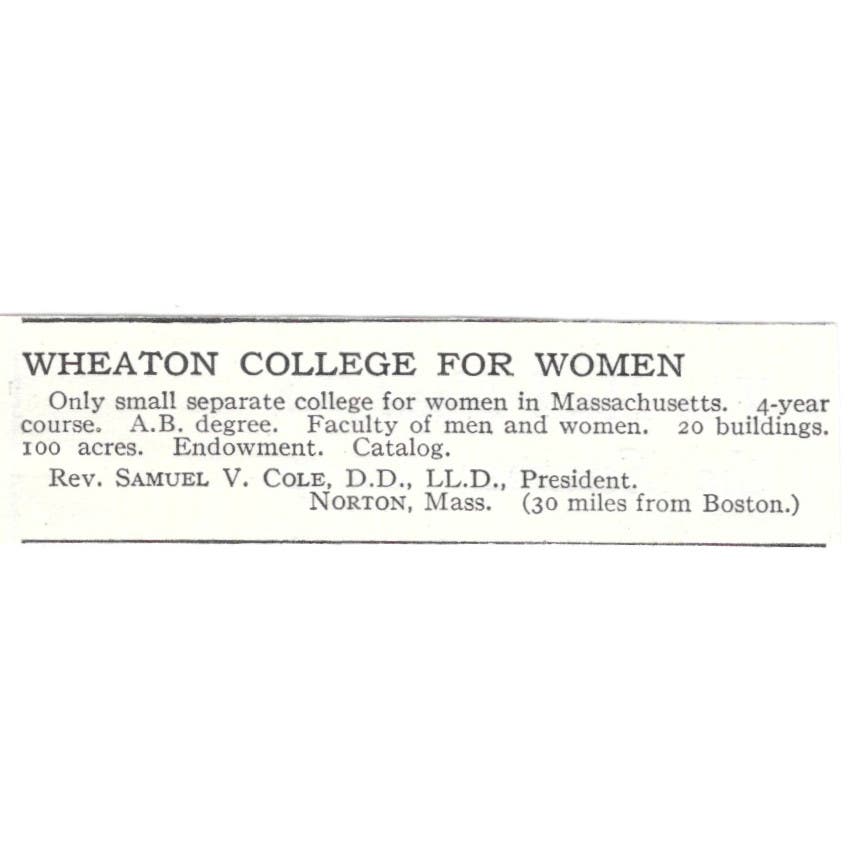 WHEATON COLLEGE FOR WOMEN
Only small separate college for women in Massachusetts. 4-year
course. A.B. degree. Faculty of men and women. 20 buildings.
100 acres. Endowment. Catalog.
Rev. SAMUEL V. COLE, D.D., LL.D., President.
NORTON, Mass. (30 miles from Boston.)